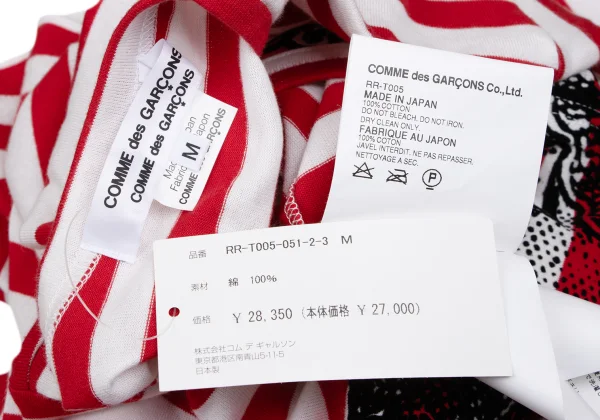 COMME des GARÇONS
COMME des GARÇONS
M
Made in Japan
Fabriqué au Japon
COMME des GARÇONS
COMME des GARÇONS Co., Ltd.
RR-T005
MADE IN JAPAN
100% COTTON
DO NOT BLEACH. DO NOT IRON.
DRY CLEAN ONLY.
FABRIQUE AU JAPON
100% COTON
JAVEL INTERDIT. NE PAS REPASSER.
NETTOYAGE A SEC.
品番 RR-T005-051-2-3 M
素材 綿 100%
価格 ¥ 28,350 (本体価格 ¥ 27,000)
株式会社コム デ ギャルソン
東京都港区南青山5-11-5
日本製